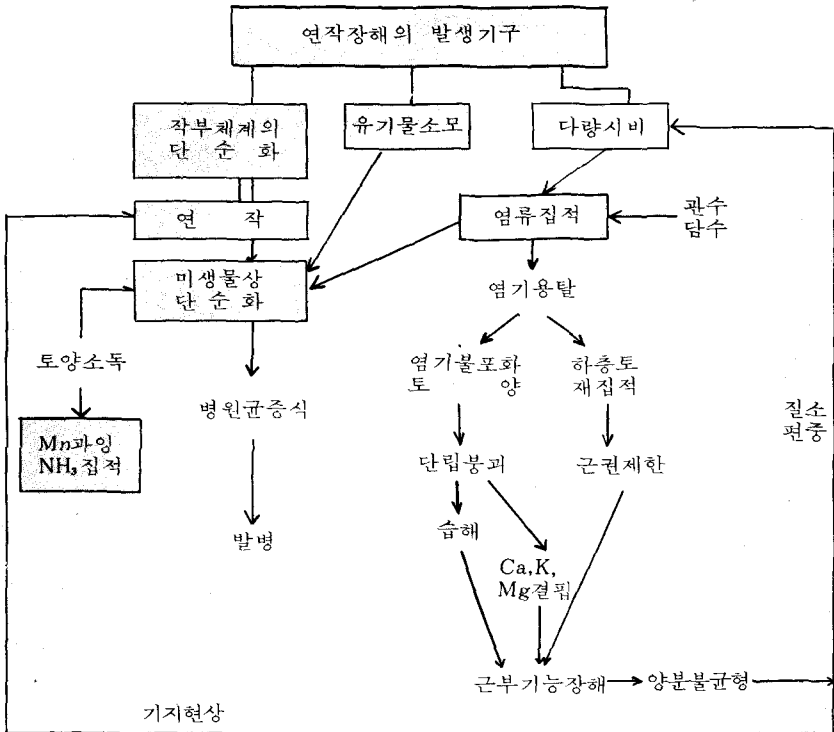 연작장해의 발생기구
작부체계의
단 순 화
유기물소모
다량시비
연 작
염류집적
관수
담수
미생물상
단순화
염기용탈
토양소독
염기불포화
토 양
하층토
재집적
병원균증식
질소
편중
Mn과잉
NH₃집적
단립붕괴
근권제한
습해
발병
Ca,K,
Mg결핍
근부기능장해
양분불균형
기지현상